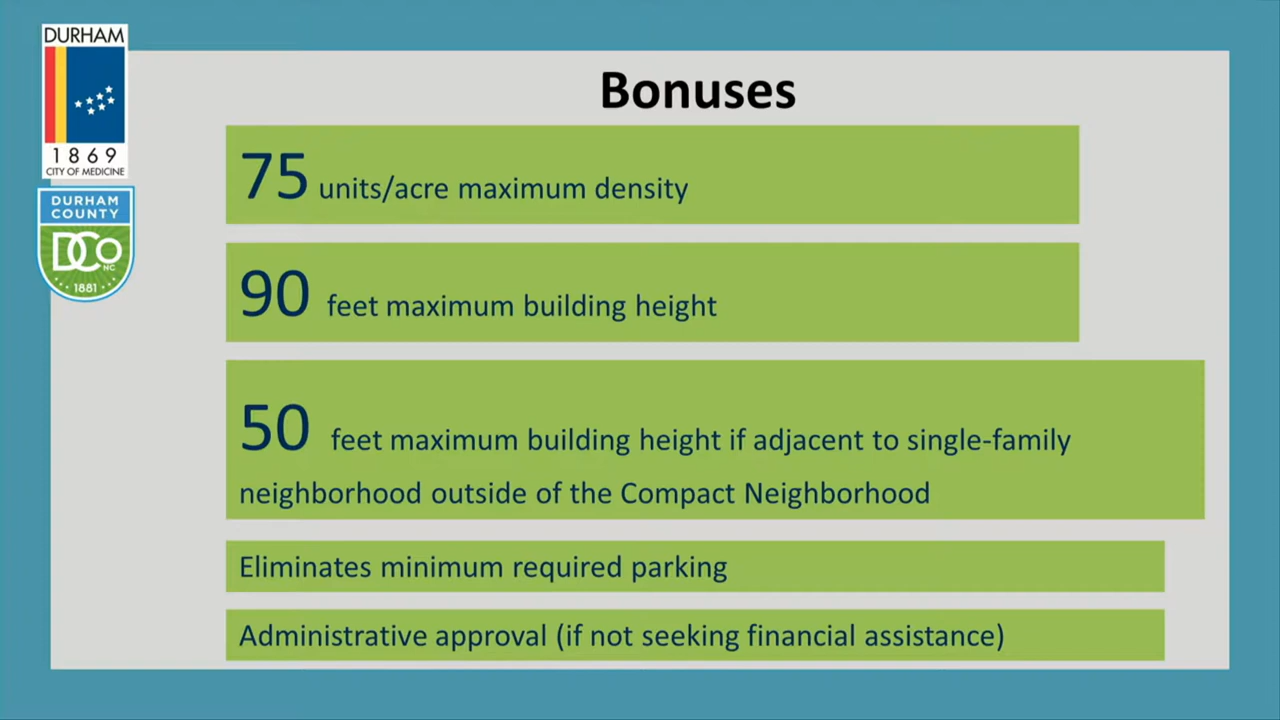 DURHAM
1869
CITY OF MEDICINE
DURHAM
COUNTY
DCo
NC
1881
Bonuses
75 units/acre maximum density
90 feet maximum building height
50 feet maximum building height if adjacent to single-family
neighborhood outside of the Compact Neighborhood
Eliminates minimum required parking
Administrative approval (if not seeking financial assistance)